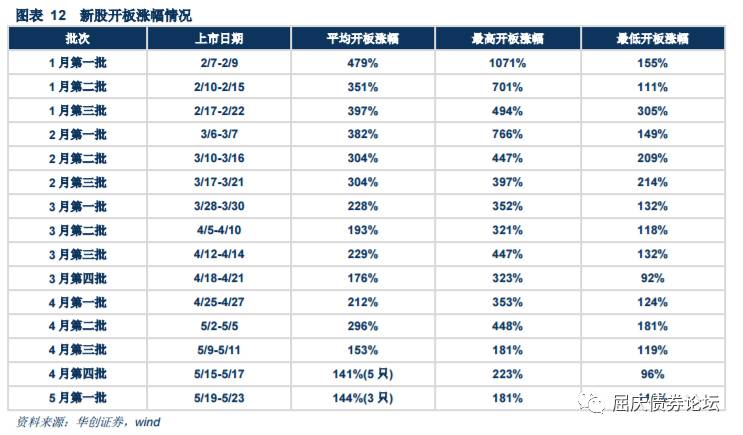 图表 12 新股开板涨幅情况
批次 上市日期 平均开板涨幅 最高开板涨幅 最低开板涨幅
1月第一批 2/7-2/9 479% 1071% 155%
1月第二批 2/10-2/15 351% 701% 111%
1月第三批 2/17-2/22 397% 494% 305%
2月第一批 3/6-3/7 382% 766% 149%
2月第二批 3/10-3/16 304% 447% 209%
2月第三批 3/17-3/21 304% 397% 214%
3月第一批 3/28-3/30 228% 352% 132%
3月第二批 4/5-4/10 193% 321% 118%
3月第三批 4/12-4/14 229% 447% 132%
3月第四批 4/18-4/21 176% 323% 92%
4月第一批 4/25-4/27 212% 353% 124%
4月第二批 5/2-5/5 296% 448% 181%
4月第三批 5/9-5/11 153% 181% 119%
4月第四批 5/15-5/17 141%(5 只) 223% 96%
5月第一批 5/19-5/23 144%(3 只) 181%
屈庆债券论坛
资料来源：华创证券，wind